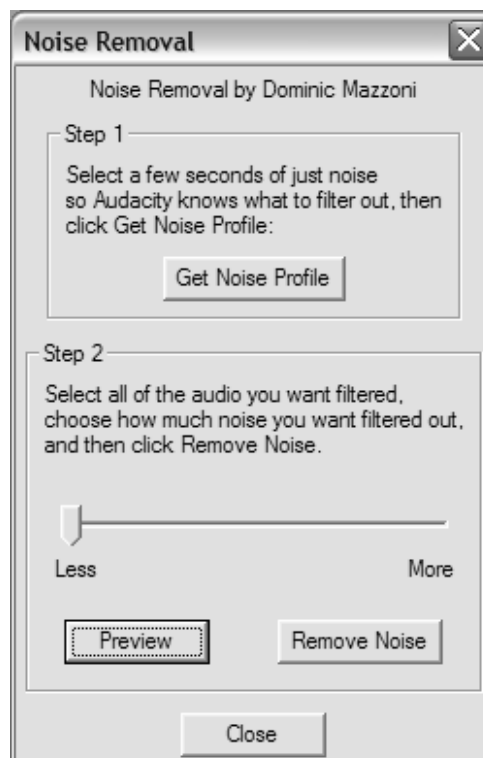 Noise Removal
Noise Removal by Dominic Mazzoni
Step 1
Select a few seconds of just noise
so Audacity knows what to filter out, then
click Get Noise Profile:
Get Noise Profile
Step 2
Select all of the audio you want filtered,
choose how much noise you want filtered out,
and then click Remove Noise.
Less More
Preview Remove Noise
Close